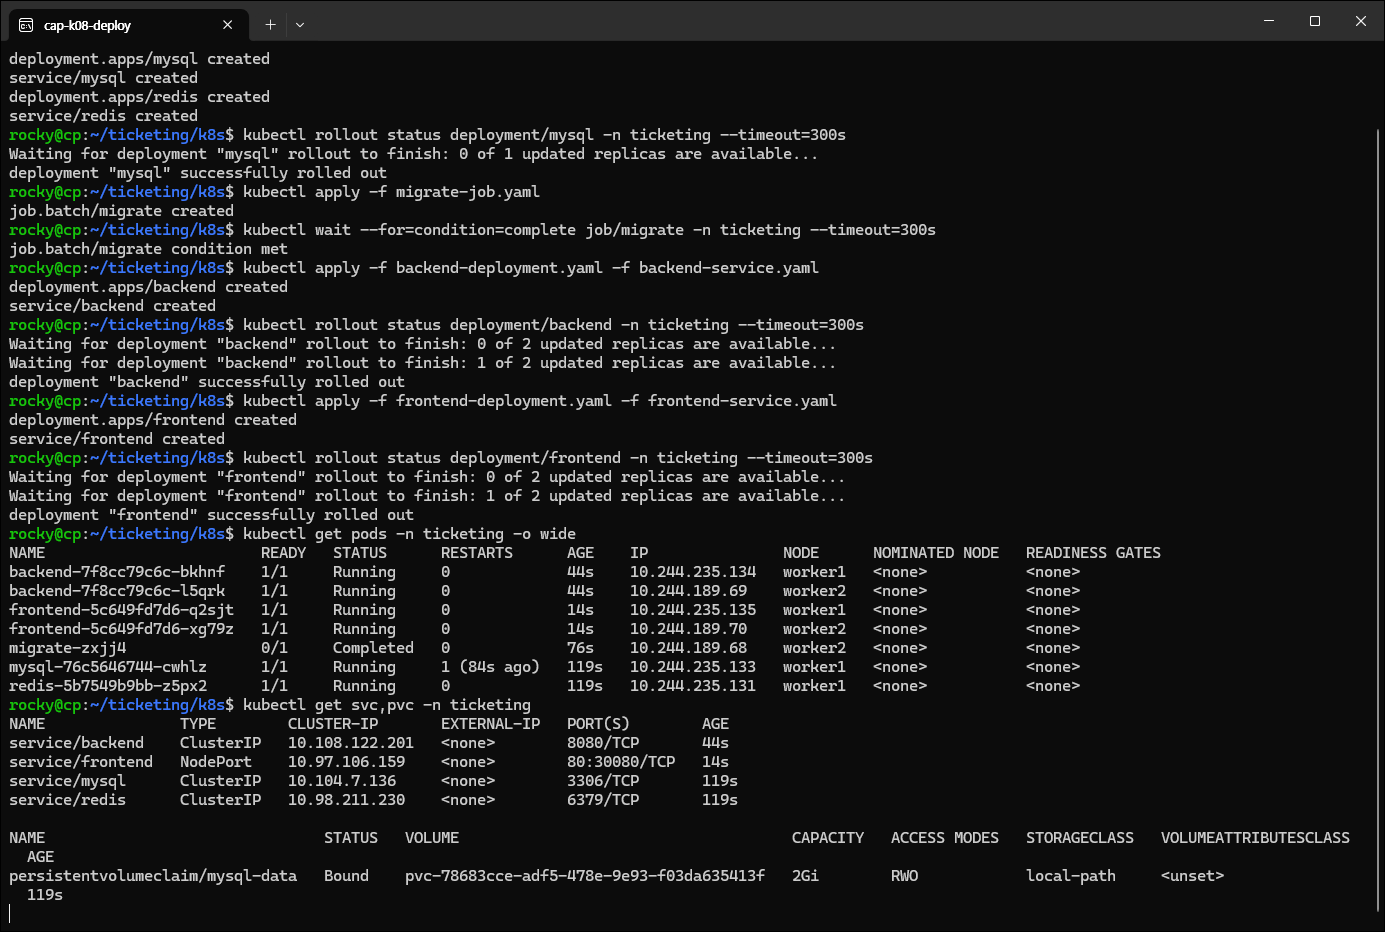 cap-k08-deploy
deployment.apps/mysql created
service/mysql created
deployment.apps/redis created
service/redis created
rocky@cp:~/ticketing/k8s$ kubectl rollout status deployment/mysql -n ticketing --timeout=300s
Waiting for deployment "mysql" rollout to finish: 0 of 1 updated replicas are available...
deployment "mysql" successfully rolled out
rocky@cp:~/ticketing/k8s$ kubectl apply -f migrate-job.yaml
job.batch/migrate created
rocky@cp:~/ticketing/k8s$ kubectl wait --for=condition=complete job/migrate -n ticketing --timeout=300s
job.batch/migrate condition met
rocky@cp:~/ticketing/k8s$ kubectl apply -f backend-deployment.yaml -f backend-service.yaml
deployment.apps/backend created
service/backend created
rocky@cp:~/ticketing/k8s$ kubectl rollout status deployment/backend -n ticketing --timeout=300s
Waiting for deployment "backend" rollout to finish: 0 of 2 updated replicas are available...
Waiting for deployment "backend" rollout to finish: 1 of 2 updated replicas are available...
deployment "backend" successfully rolled out
rocky@cp:~/ticketing/k8s$ kubectl apply -f frontend-deployment.yaml -f frontend-service.yaml
deployment.apps/frontend created
service/frontend created
rocky@cp:~/ticketing/k8s$ kubectl rollout status deployment/frontend -n ticketing --timeout=300s
Waiting for deployment "frontend" rollout to finish: 0 of 2 updated replicas are available...
Waiting for deployment "frontend" rollout to finish: 1 of 2 updated replicas are available...
deployment "frontend" successfully rolled out
rocky@cp:~/ticketing/k8s$ kubectl get pods -n ticketing -o wide
NAME                        READY   STATUS      RESTARTS      AGE    IP               NODE      NOMINATED NODE   READINESS GATES
backend-7f8cc79c6c-bkhnf    1/1     Running     0             44s    10.244.235.134   worker1   <none>           <none>
backend-7f8cc79c6c-l5qrk    1/1     Running     0             44s    10.244.189.69    worker2   <none>           <none>
frontend-5c649fd7d6-q2sjt   1/1     Running     0             14s    10.244.235.135   worker1   <none>           <none>
frontend-5c649fd7d6-xg79z   1/1     Running     0             14s    10.244.189.70    worker2   <none>           <none>
migrate-zxjj4               0/1     Completed   0             76s    10.244.189.68    worker2   <none>           <none>
mysql-76c5646744-cwhlz      1/1     Running     1 (84s ago)   119s   10.244.235.133   worker1   <none>           <none>
redis-5b7549b9bb-z5px2      1/1     Running     0             119s   10.244.235.131   worker1   <none>           <none>
rocky@cp:~/ticketing/k8s$ kubectl get svc,pvc -n ticketing
NAME               TYPE        CLUSTER-IP       EXTERNAL-IP   PORT(S)        AGE
service/backend    ClusterIP   10.108.122.201   <none>        8080/TCP       44s
service/frontend   NodePort    10.97.106.159    <none>        80:30080/TCP   14s
service/mysql      ClusterIP   10.104.7.136     <none>        3306/TCP       119s
service/redis      ClusterIP   10.98.211.230    <none>        6379/TCP       119s
NAME                               STATUS   VOLUME                                     CAPACITY   ACCESS MODES   STORAGECLASS   VOLUMEATTRIBUTESCLASS
  AGE
persistentvolumeclaim/mysql-data   Bound    pvc-78683cce-adf5-478e-9e93-f03da635413f   2Gi        RWO            local-path     <unset>
  119s